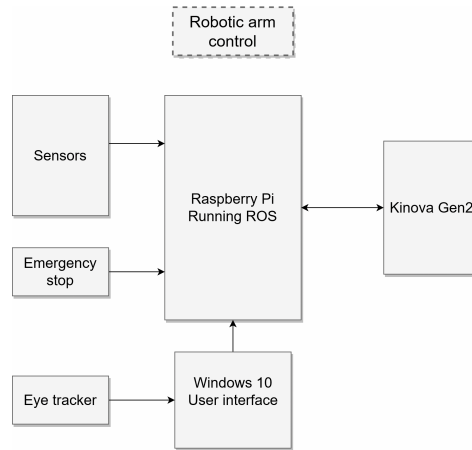 Robotic arm
control
Sensors
Raspberry Pi
Running ROS
Kinova Gen2
Emergency
stop
Windows 10
User interface
Eye tracker